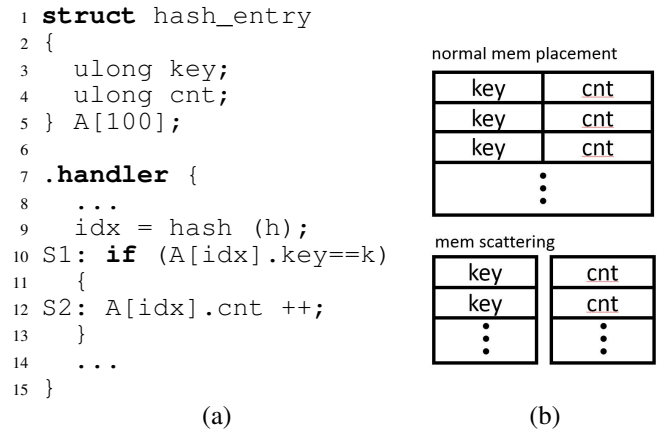 1 struct hash_entry
2 {
3 ulong key;
4 ulong cnt;
5 } A[100];
6
7 .handler {
8 ...
9 idx = hash (h);
10 S1: if (A[idx].key==k)
11 {
12 S2: A[idx].cnt ++;
13 }
14 ...
15 }
(a)
normal mem placement
key cnt
key cnt
key cnt
mem scattering
key cnt
key cnt
(b)